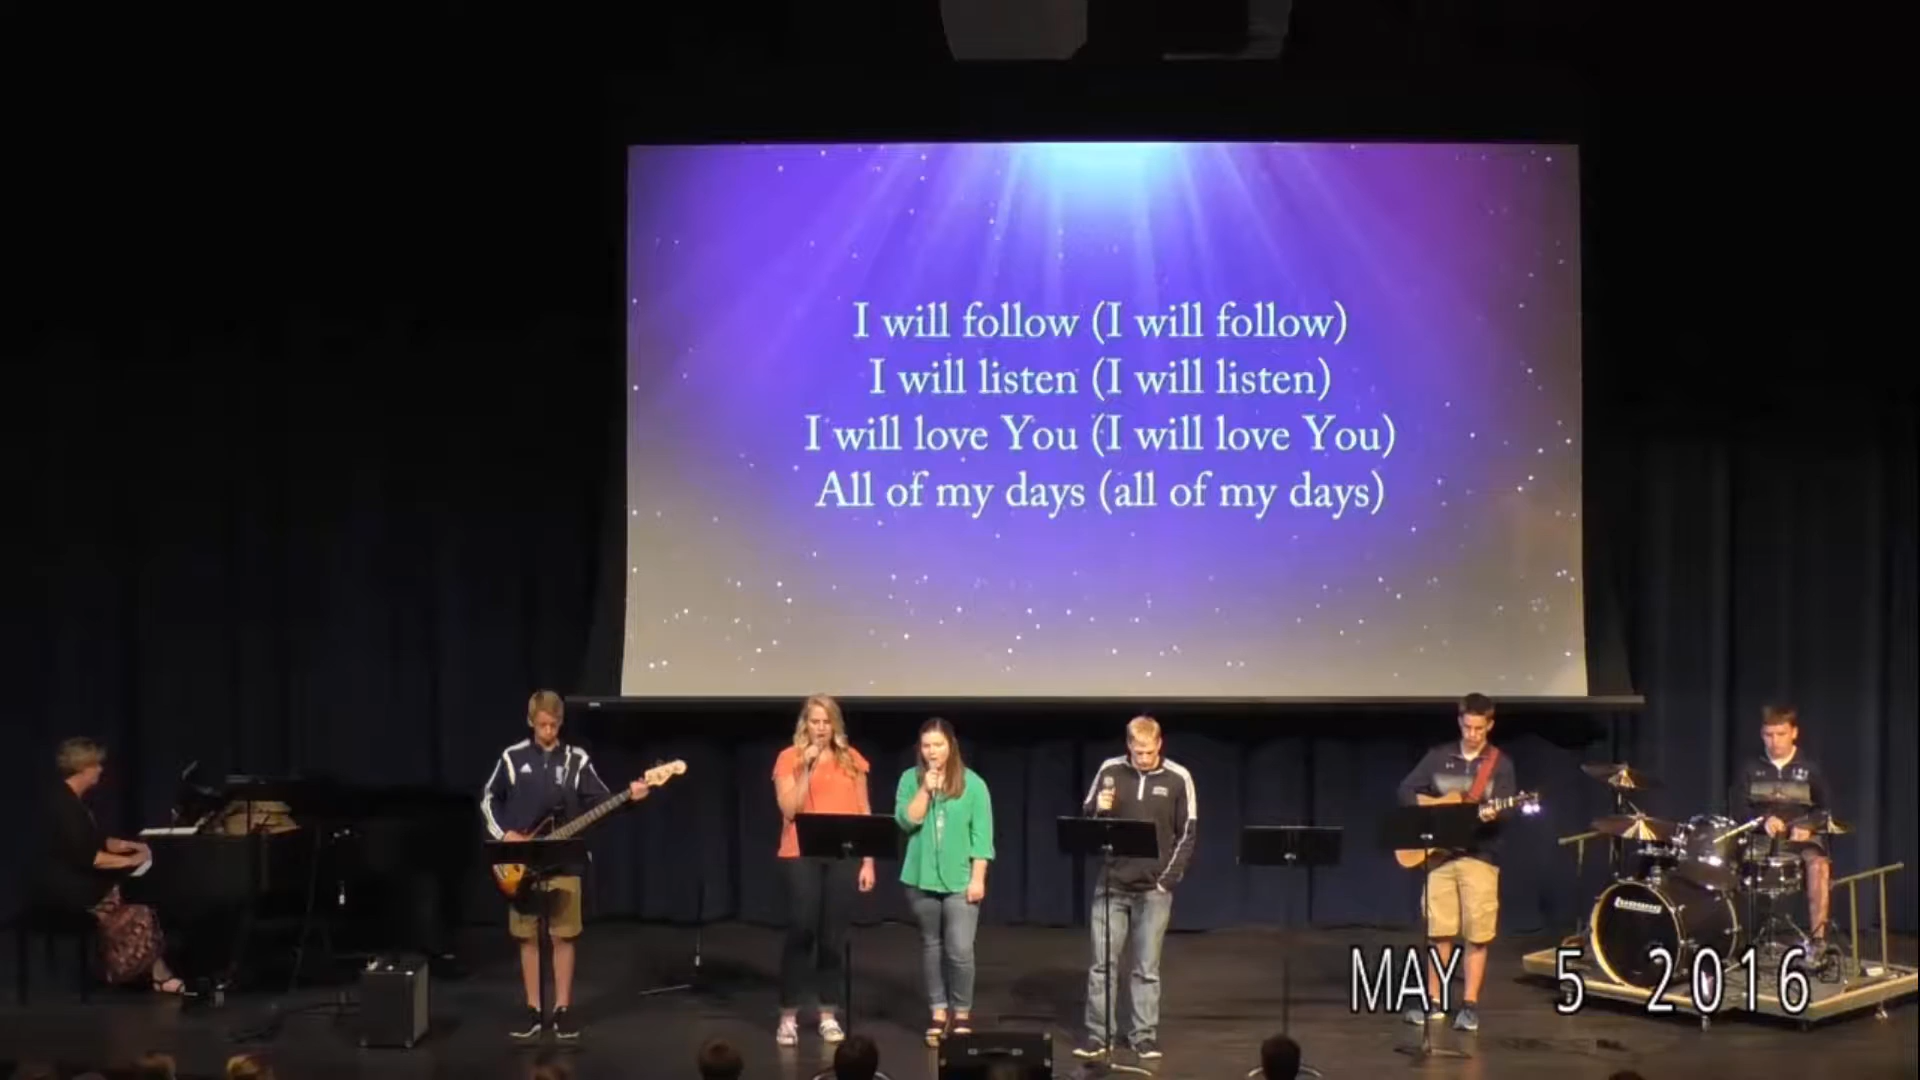 I will follow (I will follow)
I will listen (I will listen)
I will love You (I will love You)
All of my days (all of my days)
Ludwig
MAY 5 2016